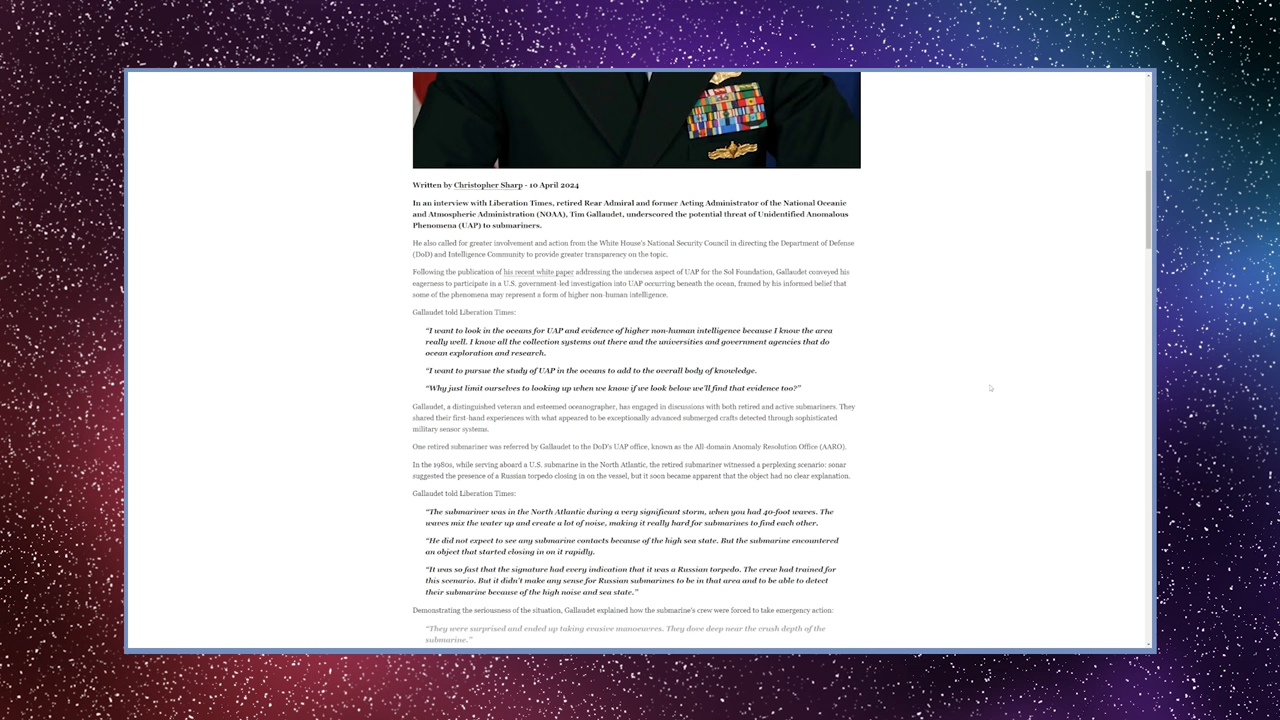 Written by Christopher Sharp - 10 April 2024
In an interview with Liberation Times, retired Rear Admiral and former Acting Administrator of the National Oceanic
and Atmospheric Administration (NOAA), Tim Gallaudet, underscored the potential threat of Unidentified Anomalous
Phenomena (UAP) to submariners.
He also called for greater involvement and action from the White House's National Security Council in directing the Department of Defense
(DoD) and Intelligence Community to provide greater transparency on the topic.
Following the publication of his recent white paper addressing the undersea aspect of UAP for the Sol Foundation, Gallaudet conveyed his
eagerness to participate in a U.S. government-led investigation into UAP occurring beneath the ocean, framed by his informed belief that
some of the phenomena may represent a form of higher non-human intelligence.
Gallaudet told Liberation Times:
“I want to look in the oceans for UAP and evidence of higher non-human intelligence because I know the area
really well. I know all the collection systems out there and the universities and government agencies that do
ocean exploration and research.
“I want to pursue the study of UAP in the oceans to add to the overall body of knowledge.
“Why just limit ourselves to looking up when we know if we look below we'll find that evidence too?”
Gallaudet, a distinguished veteran and esteemed oceanographer, has engaged in discussions with both retired and active submariners. They
shared their first-hand experiences with what appeared to be exceptionally advanced submerged crafts detected through sophisticated
military sensor systems.
One retired submariner was referred by Gallaudet to the DoD's UAP office, known as the All-domain Anomaly Resolution Office (AARO).
In the 1980s, while serving aboard a U.S. submarine in the North Atlantic, the retired submariner witnessed a perplexing scenario: sonar
suggested the presence of a Russian torpedo closing in on the vessel, but it soon became apparent that the object had no clear explanation.
Gallaudet told Liberation Times:
“The submariner was in the North Atlantic during a very significant storm, when you had 40-foot waves. The
waves mix the water up and create a lot of noise, making it really hard for submarines to find each other.
“He did not expect to see any submarine contacts because of the high sea state. But the submarine encountered
an object that started closing in on it rapidly.
“It was so fast that the signature had every indication that it was a Russian torpedo. The crew had trained for
this scenario. But it didn't make any sense for Russian submarines to be in that area and to be able to detect
their submarine because of the high noise and sea state.”
Demonstrating the seriousness of the situation, Gallaudet explained how the submarine's crew were forced to take emergency action:
“They were surprised and ended up taking evasive manoeuvres. They dove deep near the crush depth of the
submarine.”